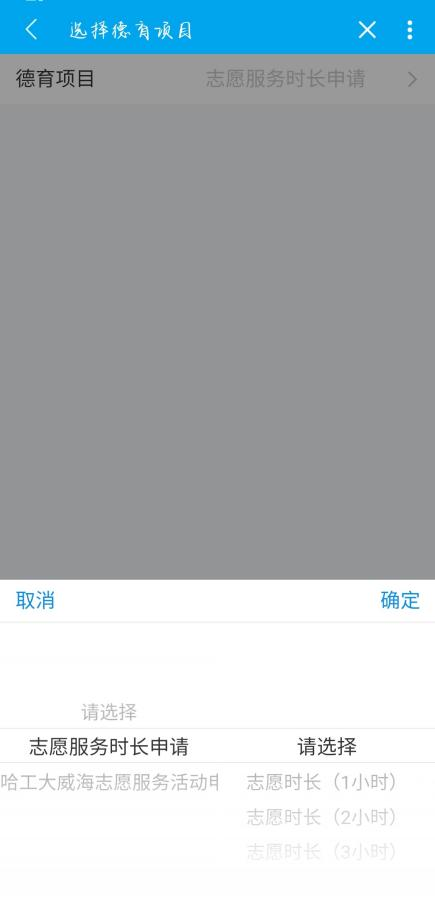 选择德育项目
德育项目 志愿服务时长申请
取消 确定
请选择
志愿服务时长申请 请选择
哈工大威海志愿服务活动申 志愿时长（1小时）
志愿时长（2小时）
志愿时长（3小时）